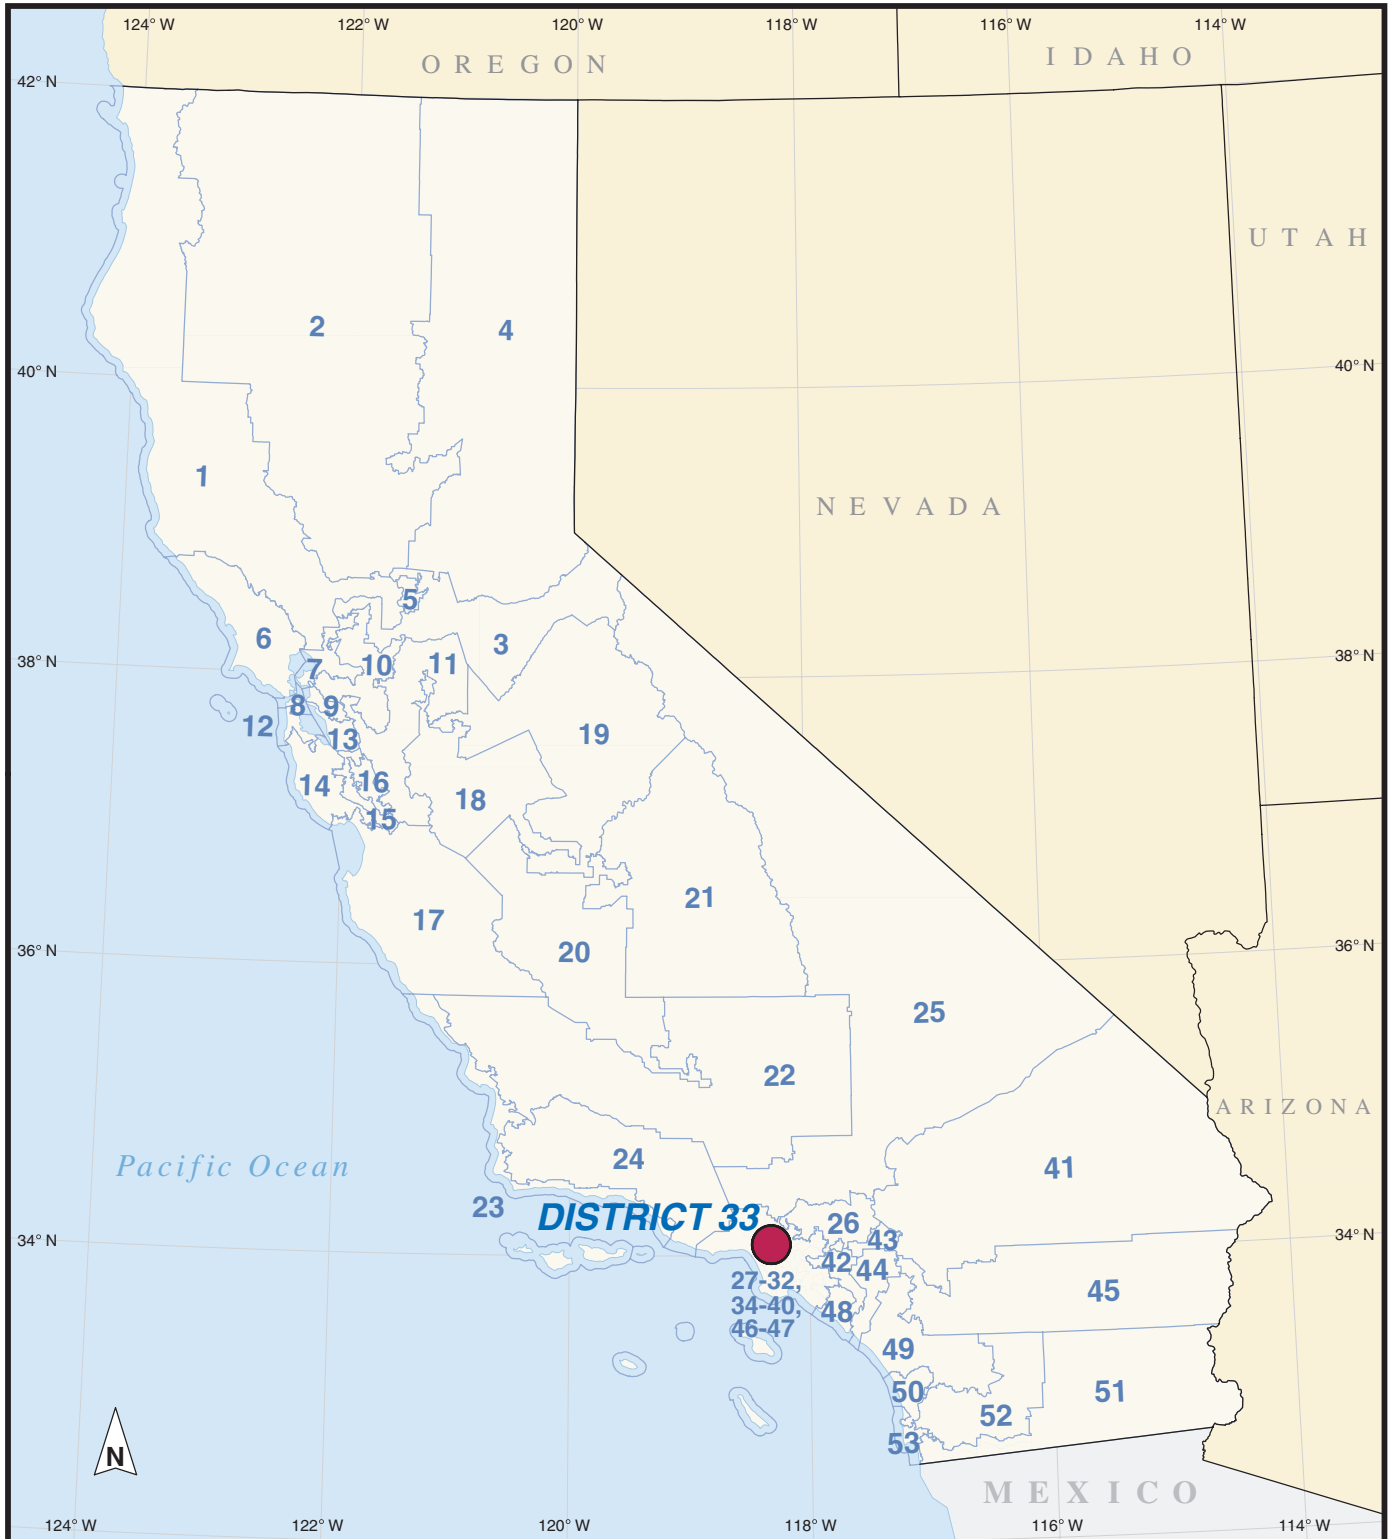 124° W
122° W
120° W
118° W
116° W
114° W
OREGON
IDAHO
42° N
UTAH
2
4
40° N
40° N
1
NEVADA
5
6
3
38° N
7
10
11
38° N
8
9
12
13
19
14
16
18
15
21
17
20
36° N
36° N
25
22
ARIZONA
Pacific Ocean
24
41
23
DISTRICT 33
26
34° N
43
34° N
42
44
27-32,
34-40,
46-47
45
48
49
50
51
52
53
N
MEXICO
124° W
122° W
120° W
118° W
116° W
114° W